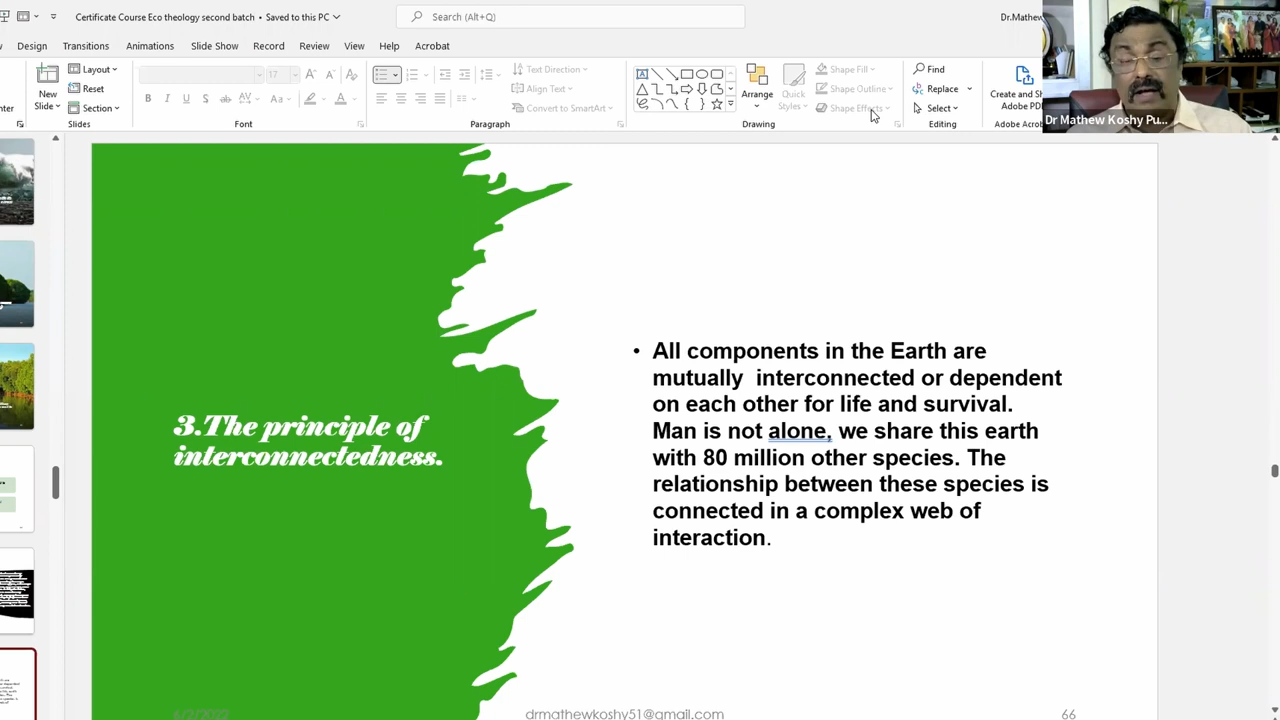 Certificate Course Eco theology second batch • Saved to this PC
Search (Alt+Q)
Dr.Mathew
Design Transitions Animations Slide Show Record Review View Help Acrobat
New Slide
Layout
Reset
Section
Slides
17
Font
Text Direction
Align Text
Convert to SmartArt
Paragraph
Arrange
Quick Styles
Shape Fill
Shape Outline
Shape Effects
Drawing
Find
Replace
Select
Editing
Create and Sh
Adobe PD
Adobe Acro
Dr Mathew Koshy Pu...
3.The principle of
interconnectedness.
• All components in the Earth are
mutually interconnected or dependent
on each other for life and survival.
Man is not alone, we share this earth
with 80 million other species. The
relationship between these species is
connected in a complex web of
interaction.
drmathewkoshy51@gmail.com
66